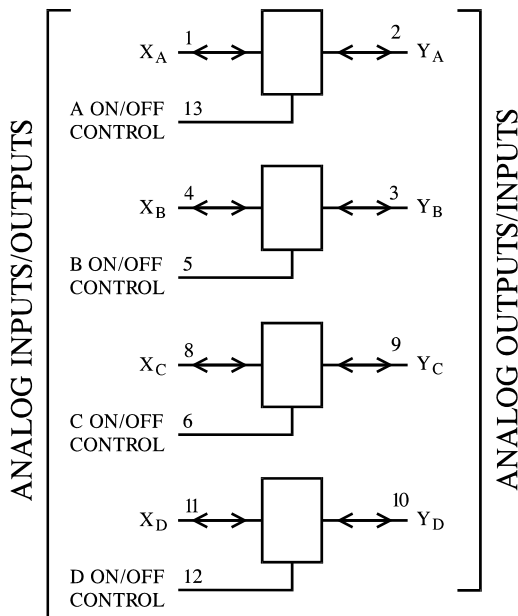 ANALOG INPUTS/OUTPUTS
X_A 1 2 Y_A
A ON/OFF 13
CONTROL
X_B 4 3 Y_B
B ON/OFF 5
CONTROL
X_C 8 9 Y_C
C ON/OFF 6
CONTROL
X_D 11 10 Y_D
D ON/OFF 12
CONTROL
ANALOG OUTPUTS/INPUTS